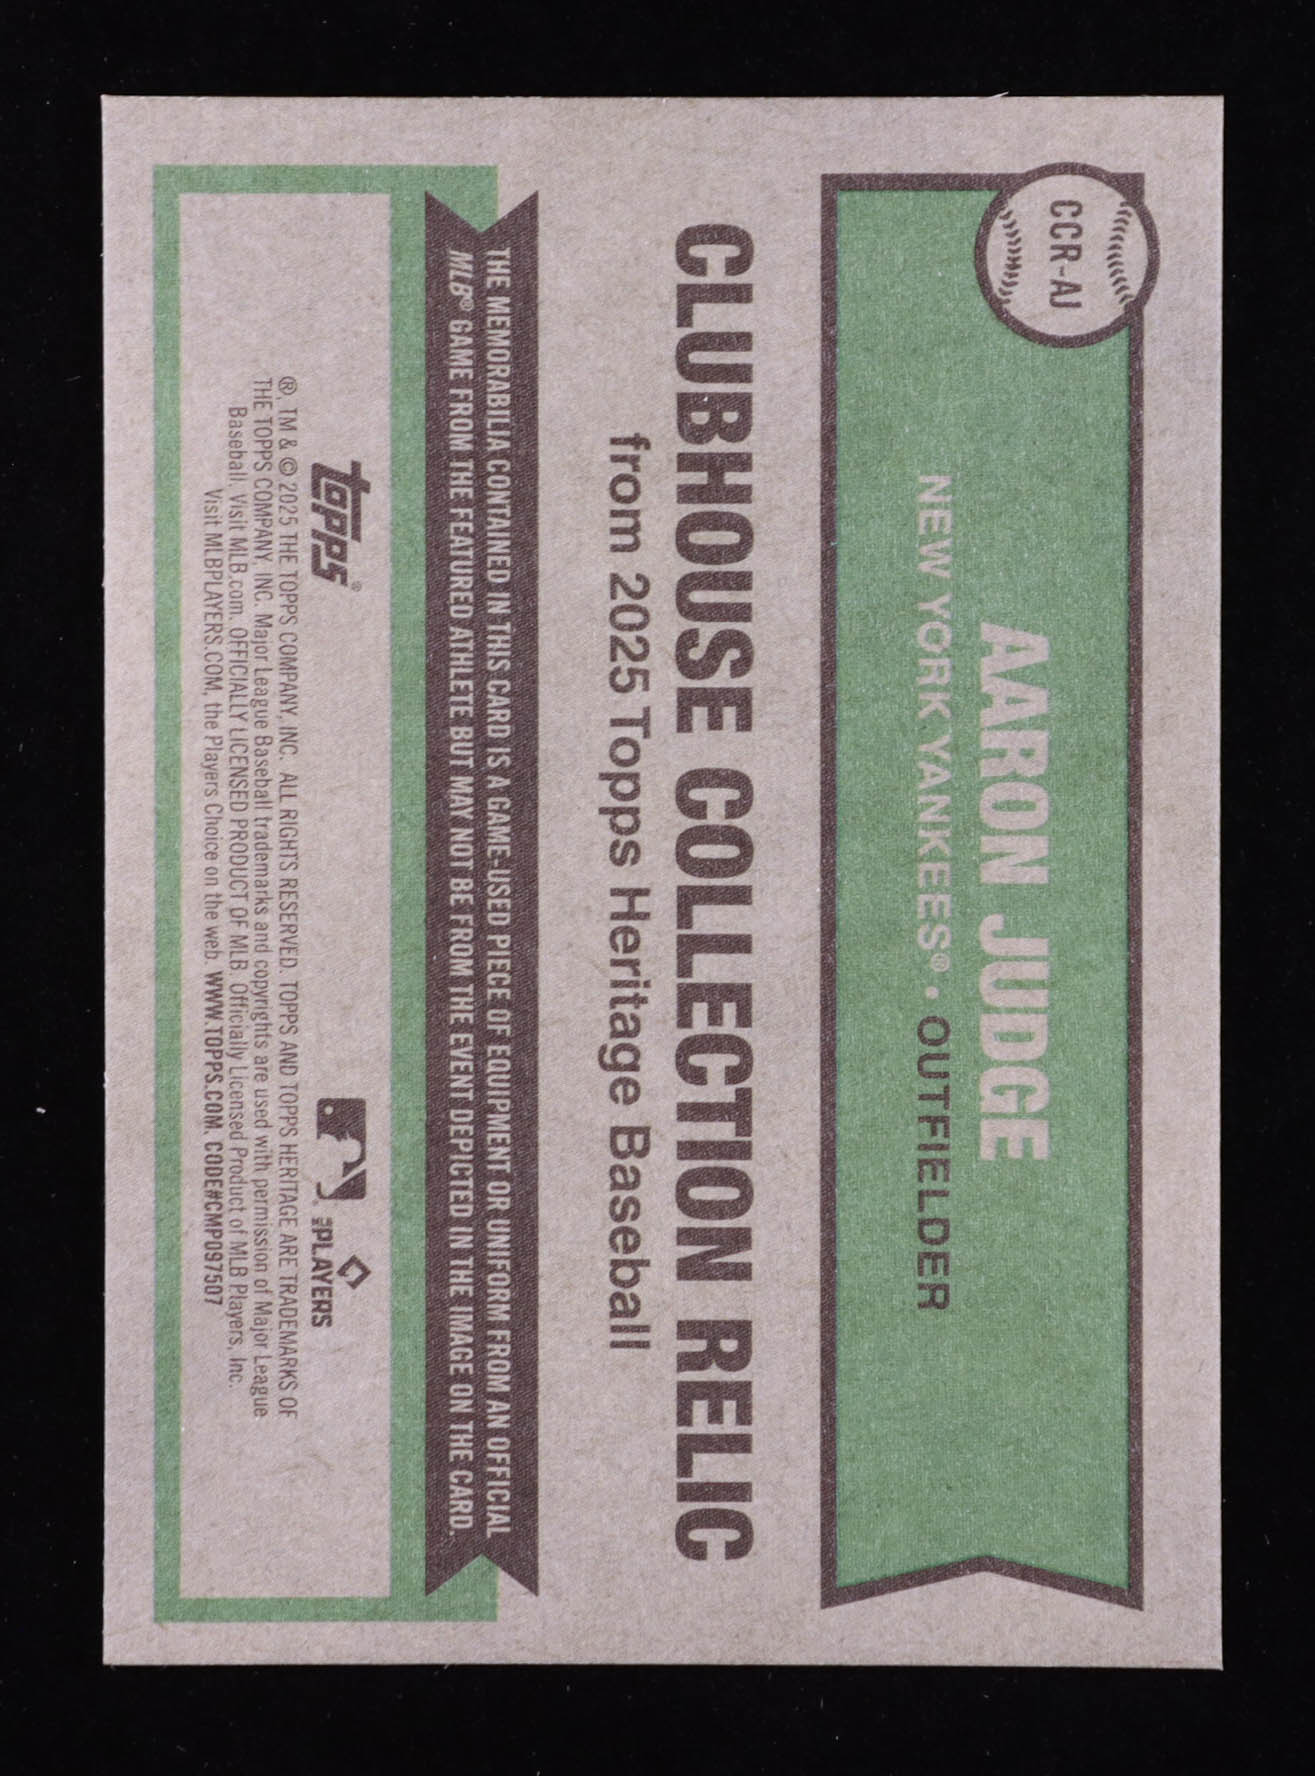 CCR-AJ
AARON JUDGE
NEW YORK YANKEES® • OUTFIELDER
CLUBHOUSE COLLECTION RELIC
from 2025 Topps Heritage Baseball
THE MEMORABILIA CONTAINED IN THIS CARD IS A GAME-USED PIECE OF EQUIPMENT OR UNIFORM FROM AN OFFICIAL
MLB® GAME FROM THE FEATURED ATHLETE BUT MAY NOT BE FROM THE EVENT DEPICTED IN THE IMAGE ON THE CARD.
topps®
MLB PLAYERS
®, TM & © 2025 THE TOPPS COMPANY, INC. ALL RIGHTS RESERVED. TOPPS AND TOPPS HERITAGE ARE TRADEMARKS OF
THE TOPPS COMPANY, INC. Major League Baseball trademarks and copyrights are used with permission of Major League
Baseball. Visit MLB.com. OFFICIALLY LICENSED PRODUCT OF MLB Officially Licensed Product of MLB Players, Inc.
Visit MLBPLAYERS.COM, the Players Choice on the web. WWW.TOPPS.COM. CODE#CMP097507